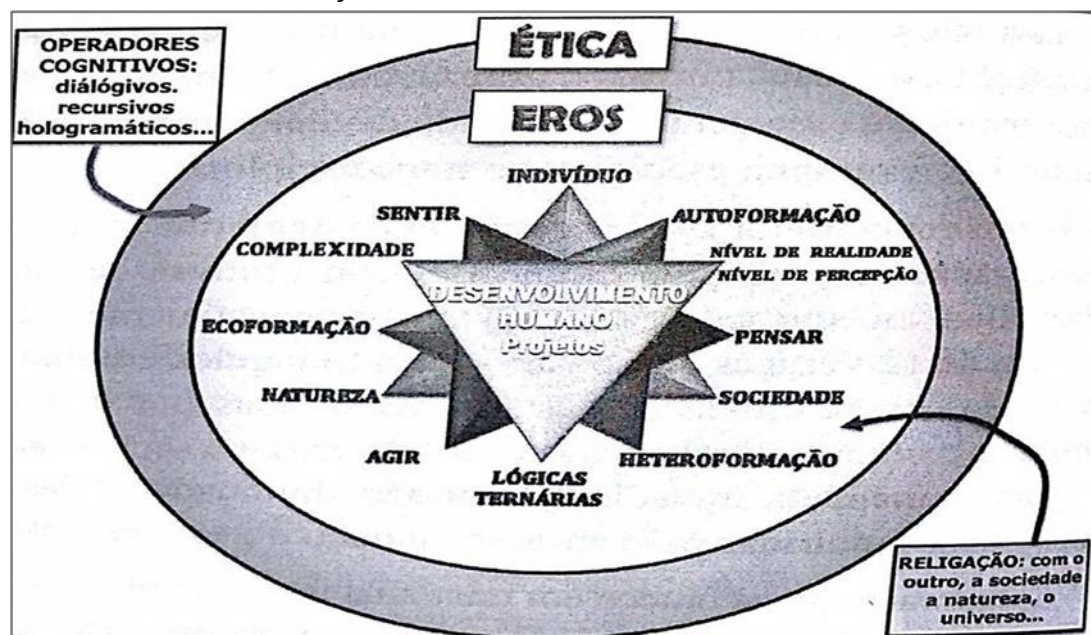 OPERADORES
COGNITIVOS:
diálógivos.
recursivos
hologramáticos...
ÉTICA
EROS
INDIVÍDUO
SENTIR
AUTOFORMAÇÃO
COMPLEXIDADE
NÍVEL DE REALIDADE
NÍVEL DE PERCEPÇÃO
DESENVOLVIMENTO
HUMANO
Projetos
ECOFORMAÇÃO
PENSAR
NATUREZA
SOCIEDADE
AGIR
HETEROFORMAÇÃO
LÓGICAS
TERNÁRIAS
RELIGAÇÃO: com o
outro, a sociedade
a natureza, o
universo...